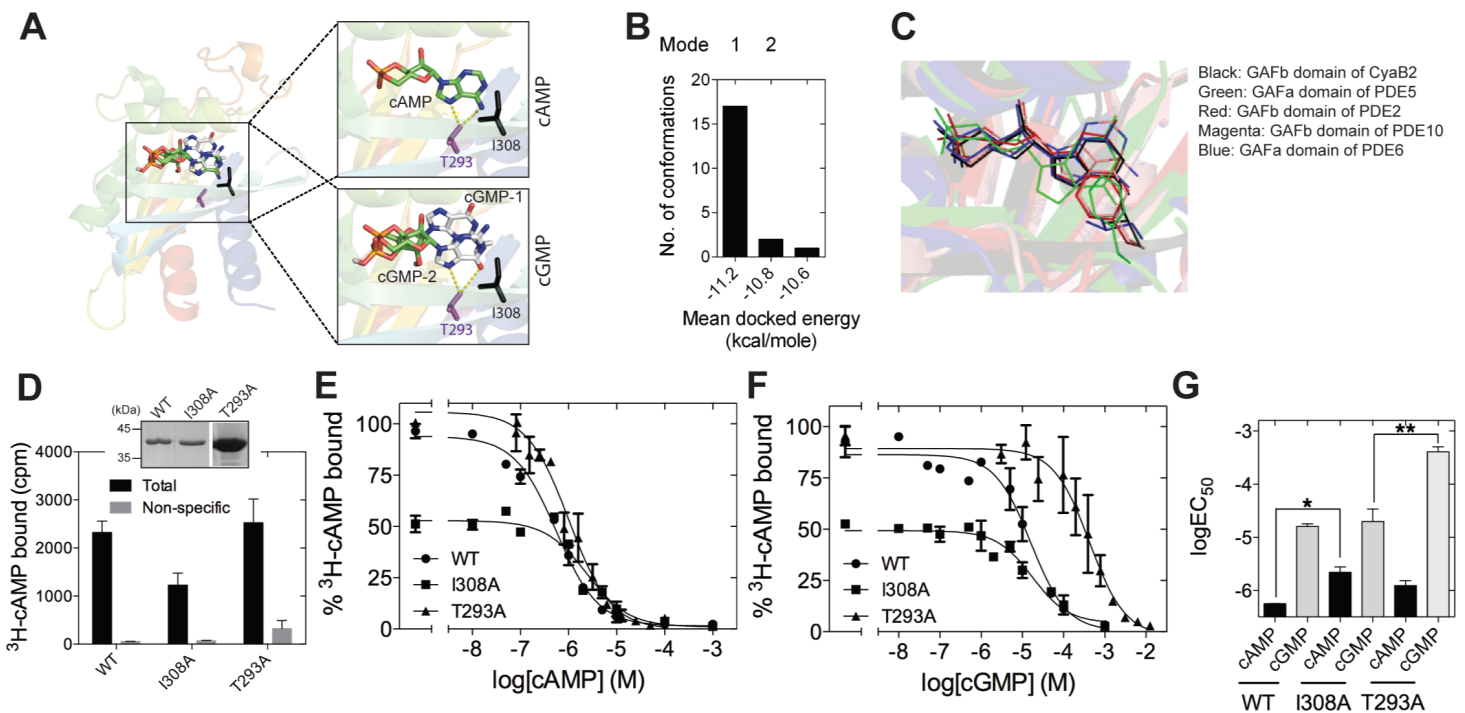 A
cAMP
T293
I308
cAMP
cGMP-1
cGMP-2
T293
I308
cGMP
B
Mode 1 2
No. of conformations
20
15
10
5
0
-11.2
-10.8
-10.6
Mean docked energy
(kcal/mole)
C
Black: GAFb domain of CyaB2
Green: GAFa domain of PDE5
Red: GAFb domain of PDE2
Magenta: GAFb domain of PDE10
Blue: GAFa domain of PDE6
D
(kDa)
WT
I308A
T293A
45
35
³H-cAMP bound (cpm)
4000
3000
2000
1000
0
Total
Non-specific
WT
I308A
T293A
E
% ³H-cAMP bound
100
75
50
25
0
WT
I308A
T293A
-8 -7 -6 -5 -4 -3
log[cAMP] (M)
F
% ³H-cAMP bound
100
75
50
25
0
WT
I308A
T293A
-8 -7 -6 -5 -4 -3 -2
log[cGMP] (M)
G
logEC₅₀
-3
-4
-5
-6
*
**
cAMP
cGMP
cAMP
cGMP
cAMP
cGMP
WT I308A T293A